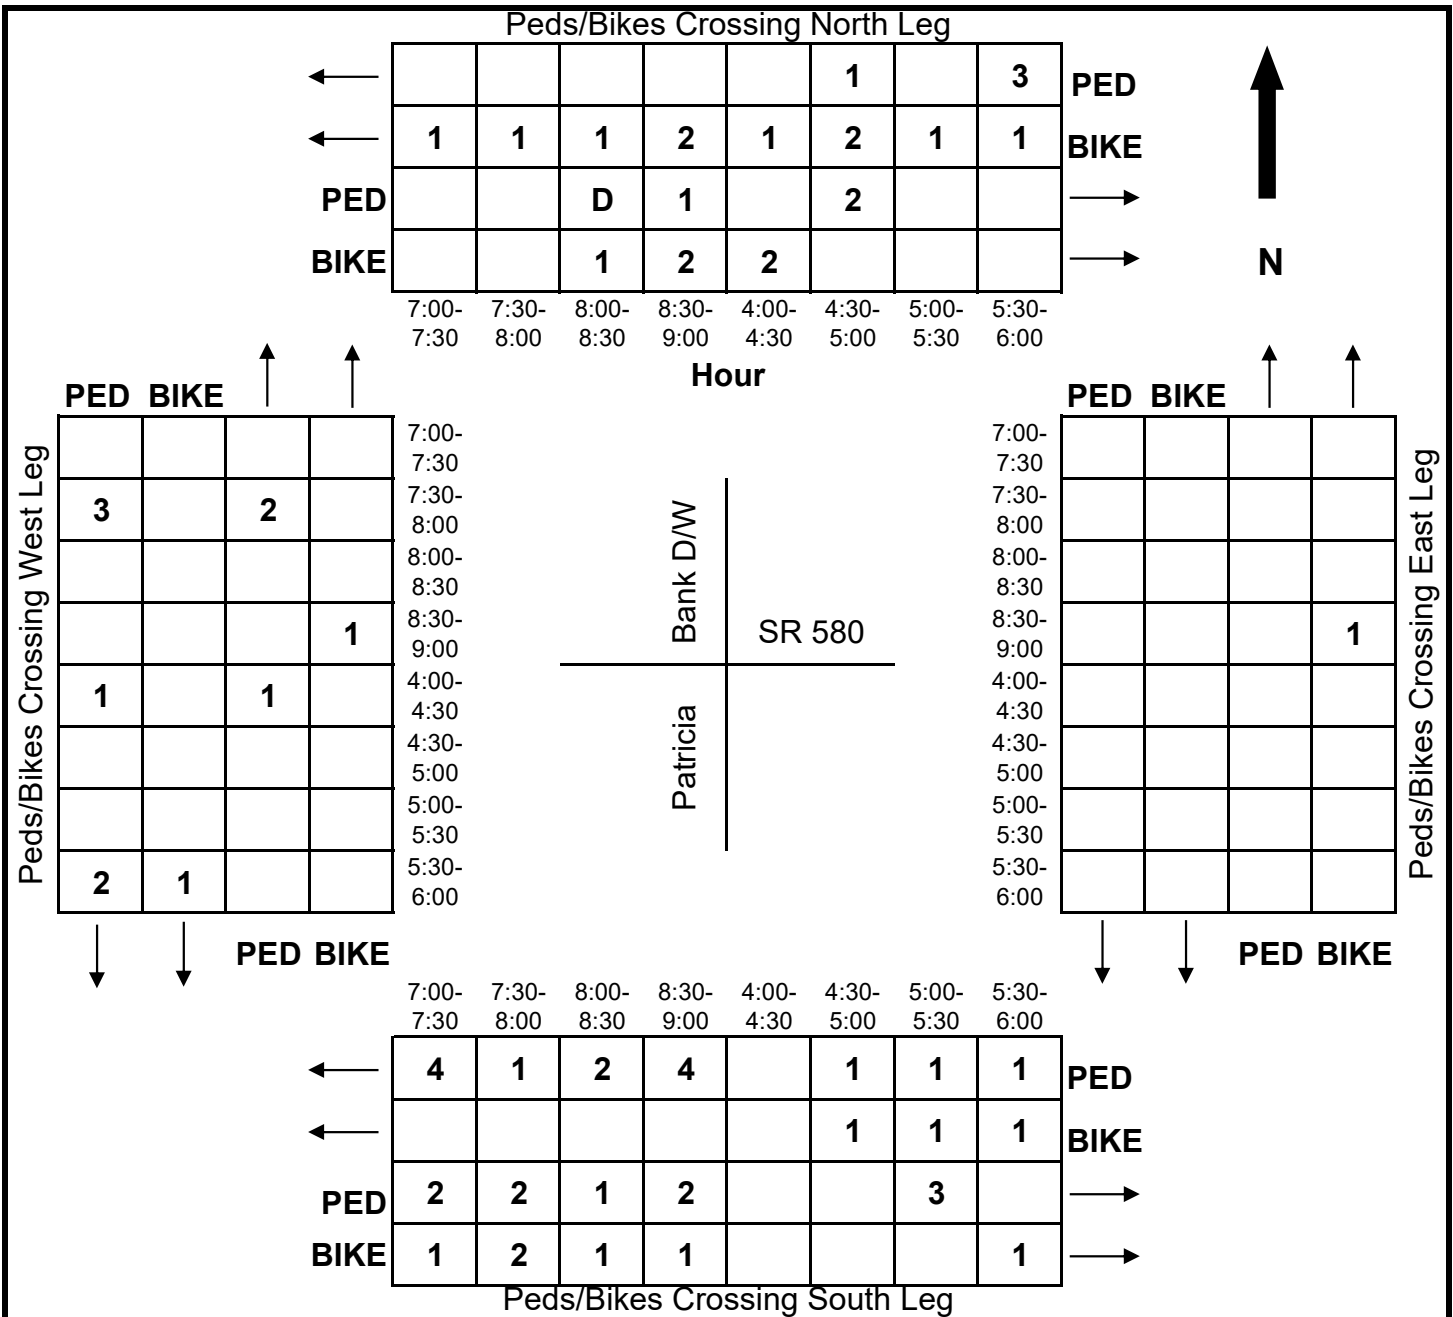 Peds/Bikes Crossing North Leg
1 3 PED
1 1 1 2 1 2 1 1 BIKE
PED D 1 2
BIKE 1 2 2
N
7:00- 7:30- 8:00- 8:30- 4:00- 4:30- 5:00- 5:30-
7:30 8:00 8:30 9:00 4:30 5:00 5:30 6:00
Hour
PED BIKE
Peds/Bikes Crossing West Leg
7:00-
7:30
3 2 7:30-
8:00
8:00-
8:30
1 8:30-
9:00
1 1 4:00-
4:30
4:30-
5:00
5:00-
5:30
2 1 5:30-
6:00
PED BIKE
Bank D/W
SR 580
Patricia
PED BIKE
7:00-
7:30
7:30-
8:00
8:00-
8:30
8:30- 1
9:00
4:00-
4:30
4:30-
5:00
5:00-
5:30
5:30-
6:00
Peds/Bikes Crossing East Leg
PED BIKE
7:00- 7:30- 8:00- 8:30- 4:00- 4:30- 5:00- 5:30-
7:30 8:00 8:30 9:00 4:30 5:00 5:30 6:00
4 1 2 4 1 1 1 PED
1 1 1 BIKE
PED 2 2 1 2 3
BIKE 1 2 1 1 1
Peds/Bikes Crossing South Leg